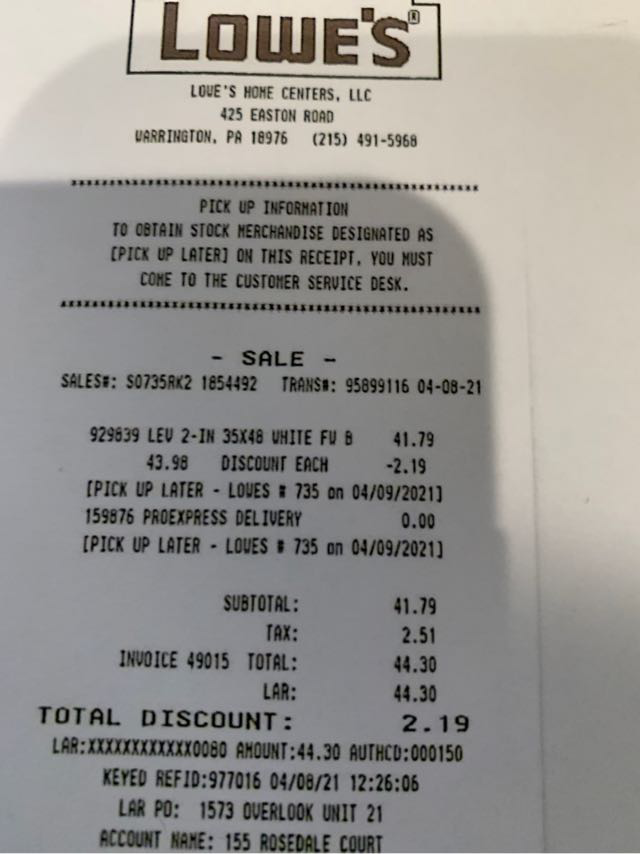 LOWE'S®
LOWE'S HOME CENTERS, LLC
425 EASTON ROAD
WARRINGTON, PA 18976 (215) 491-5968
PICK UP INFORMATION
TO OBTAIN STOCK MERCHANDISE DESIGNATED AS
[PICK UP LATER] ON THIS RECEIPT, YOU MUST
COME TO THE CUSTOMER SERVICE DESK.
- SALE -
SALES#: S0735RK2 1854492 TRANS#: 95899116 04-08-21
929839 LEV 2-IN 35X48 WHITE FW B 41.79
43.98 DISCOUNT EACH -2.19
[PICK UP LATER - LOWES # 735 on 04/09/2021]
159876 PROEXPRESS DELIVERY 0.00
[PICK UP LATER - LOWES # 735 on 04/09/2021]
SUBTOTAL: 41.79
TAX: 2.51
INVOICE 49015 TOTAL: 44.30
LAR: 44.30
TOTAL DISCOUNT: 2.19
LAR:XXXXXXXXXXXX0080 AMOUNT:44.30 AUTHCD:000150
KEYED REFID:977016 04/08/21 12:26:06
LAR PO: 1573 OVERLOOK UNIT 21
ACCOUNT NAME: 155 ROSEDALE COURT